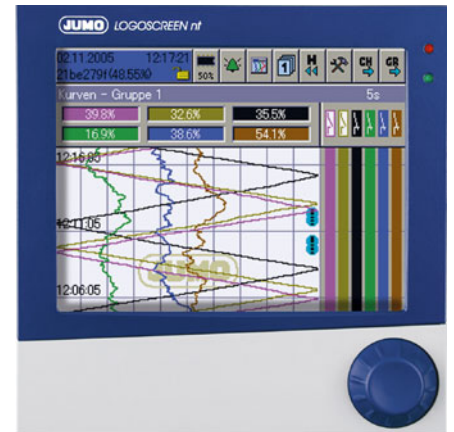 JUMO LOGOSCREEN nt
02.11.2005 12:17:21
21be279f(48.55%) 50% 1 H CH GR
Kurven - Gruppe 1 5s
39.8% 32.6% 35.5%
16.9% 38.6% 54.1%
12:16:05
12:11:05
JUMO
12:06:05